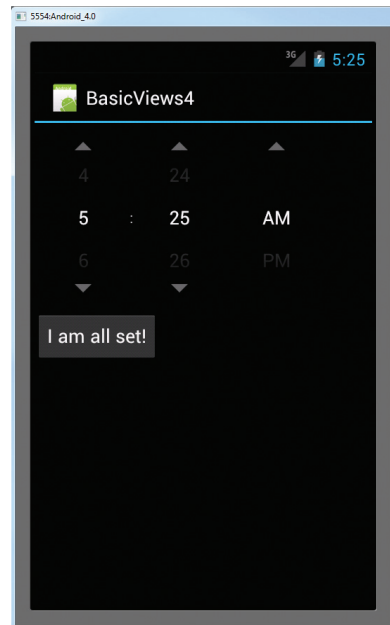 5554:Android_4.0
3G 5:25
BasicViews4
4 24
5 : 25 AM
6 26 PM
I am all set!